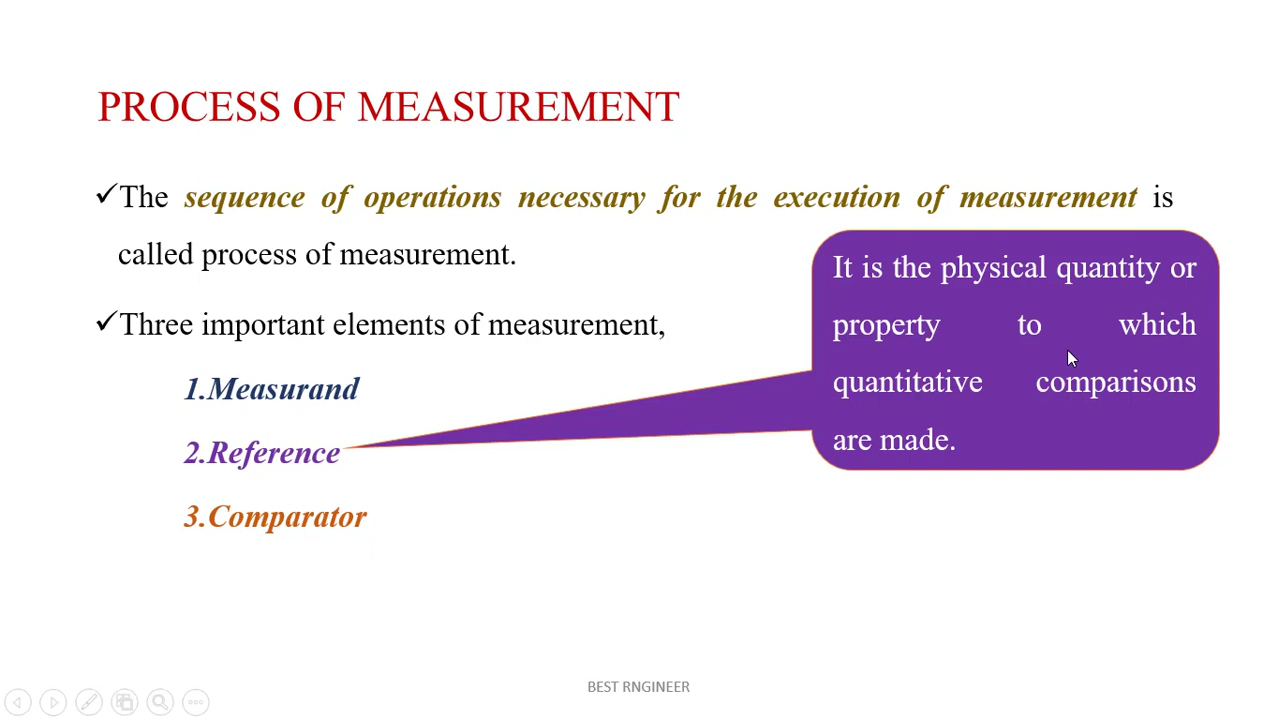 PROCESS OF MEASUREMENT
✓The sequence of operations necessary for the execution of measurement is
called process of measurement.
✓Three important elements of measurement,
1.Measurand
2.Reference
3.Comparator
It is the physical quantity or
property to which
quantitative comparisons
are made.
BEST RNGINEER